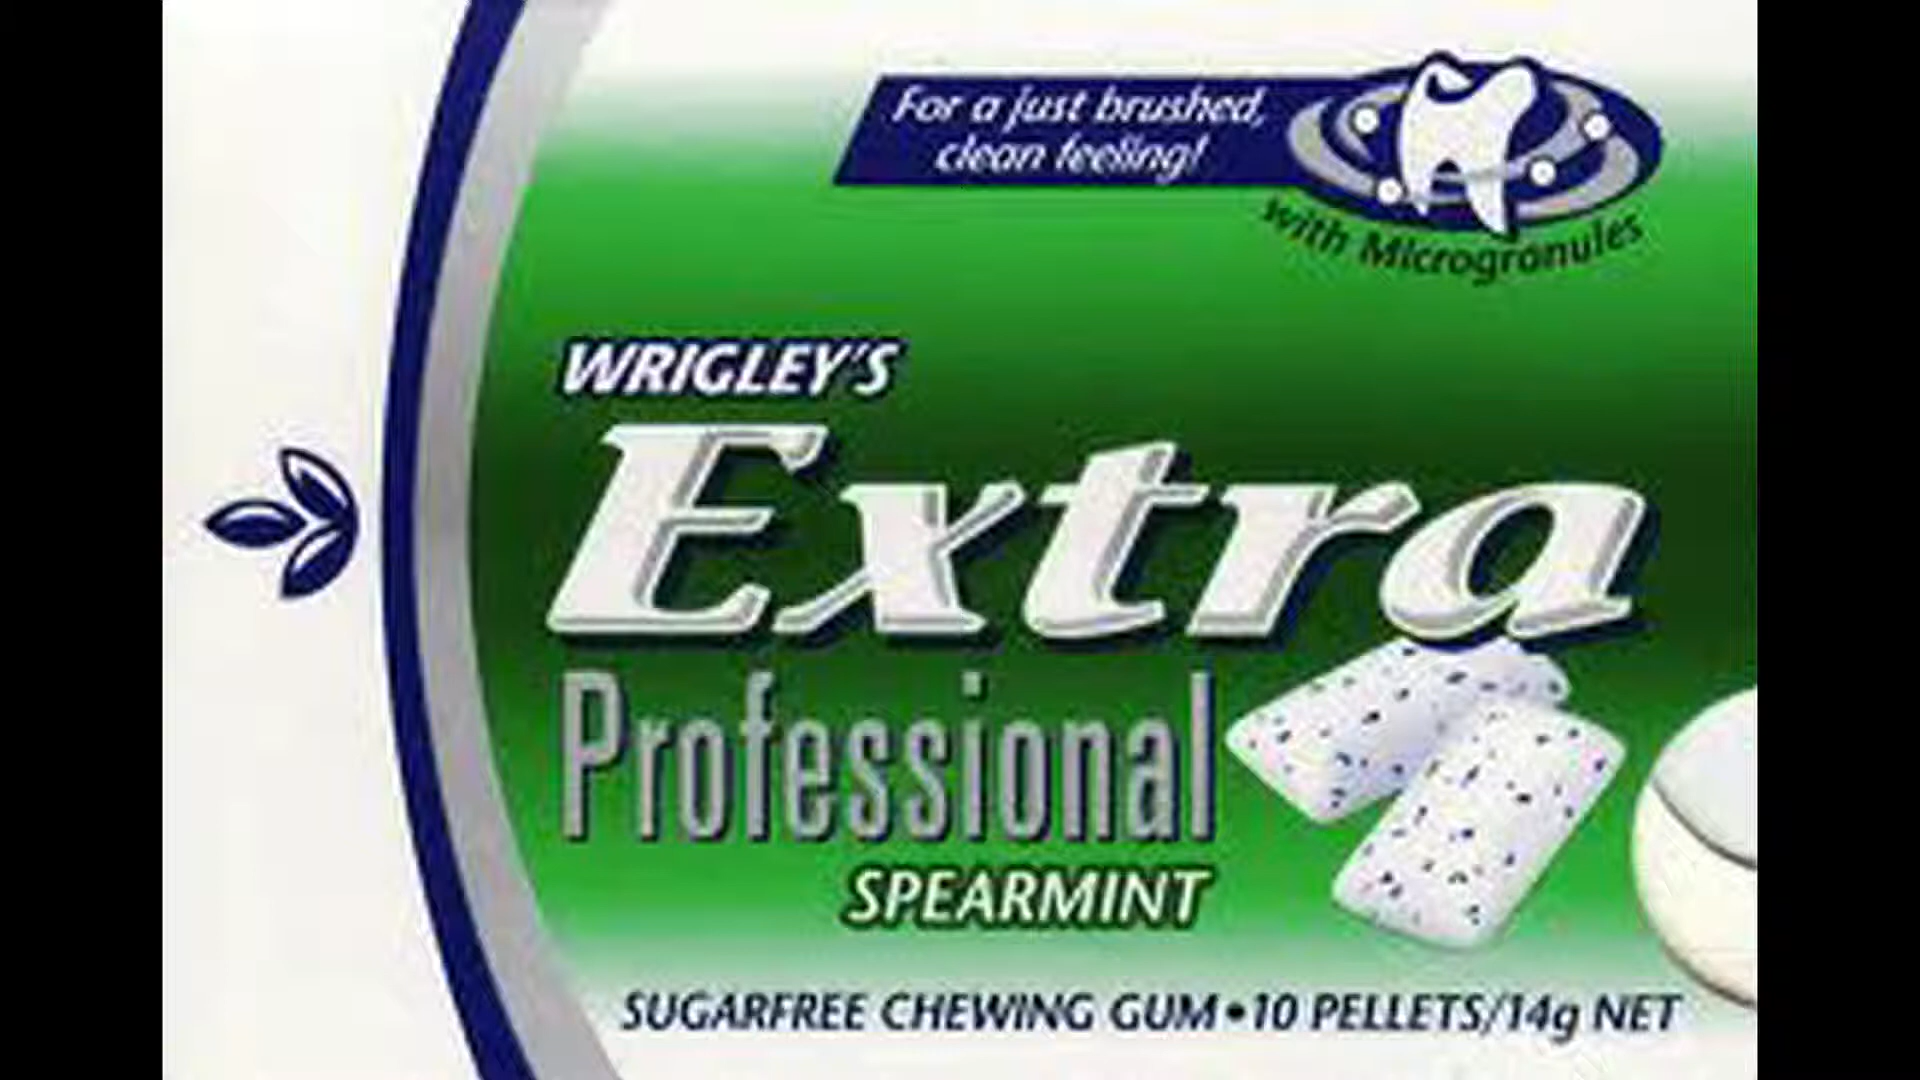 For a just brushed,
clean feeling!
with Microgranules
WRIGLEY'S
Extra
Professional
SPEARMINT
SUGARFREE CHEWING GUM•10 PELLETS/14g NET